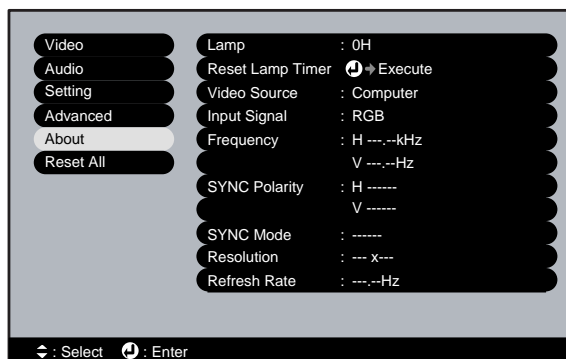 Video
Audio
Setting
Advanced
About
Reset All
Lamp : 0H
Reset Lamp Timer Execute
Video Source : Computer
Input Signal : RGB
Frequency : H ---.--kHz
V ---.--Hz
SYNC Polarity : H ------
V ------
SYNC Mode : ------
Resolution : --- x---
Refresh Rate : ---.--Hz
: Select : Enter